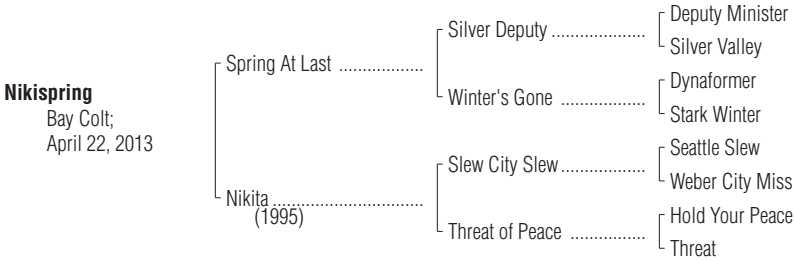 Deputy Minister
Silver Deputy ....................
Silver Valley
Spring At Last ..................
Dynaformer
Winter's Gone ..................
Stark Winter
Nikispring
Bay Colt;
April 22, 2013
Seattle Slew
Slew City Slew..................
Weber City Miss
Nikita ................................
(1995)
Hold Your Peace
Threat of Peace ................
Threat